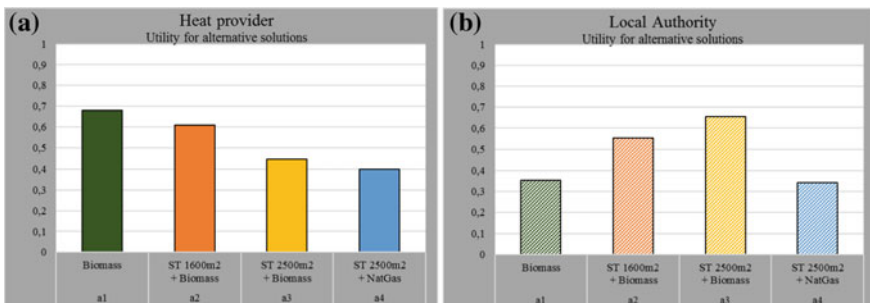 (a)
Heat provider
Utility for alternative solutions
1
0,9
0,8
0,7
0,6
0,5
0,4
0,3
0,2
0,1
0
Biomass
ST 1600m2
+ Biomass
ST 2500m2
+ Biomass
ST 2500m2
+ NatGas
a1
a2
a3
a4
(b)
Local Authority
Utility for alternative solutions
1
0,9
0,8
0,7
0,6
0,5
0,4
0,3
0,2
0,1
0
Biomass
ST 1600m2
+ Biomass
ST 2500m2
+ Biomass
ST 2500m2
+ NatGas
a1
a2
a3
a4